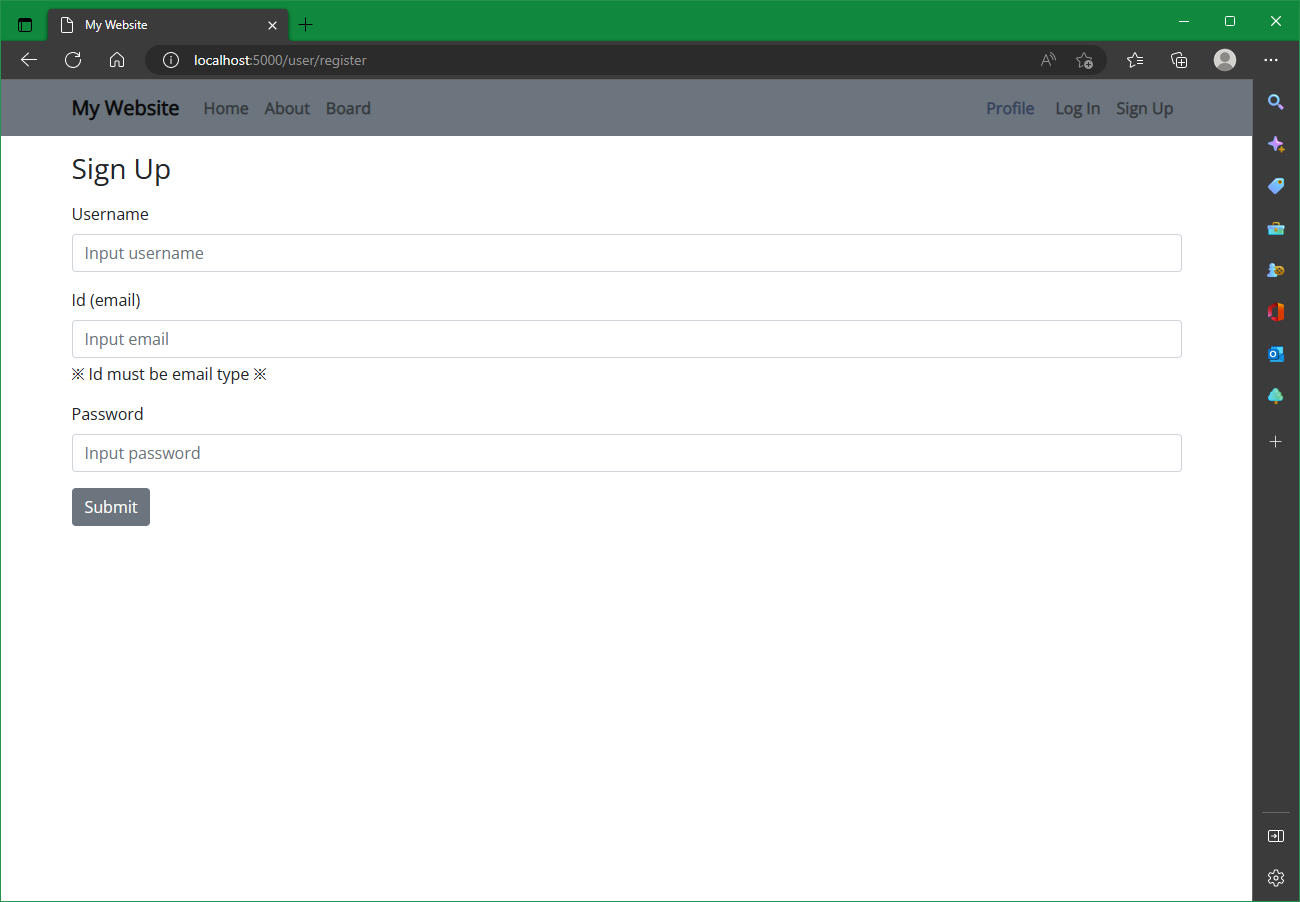 My Website
localhost:5000/user/register
My Website Home About Board Profile Log In Sign Up
Sign Up
Username
Input username
Id (email)
Input email
※ Id must be email type ※
Password
Input password
Submit